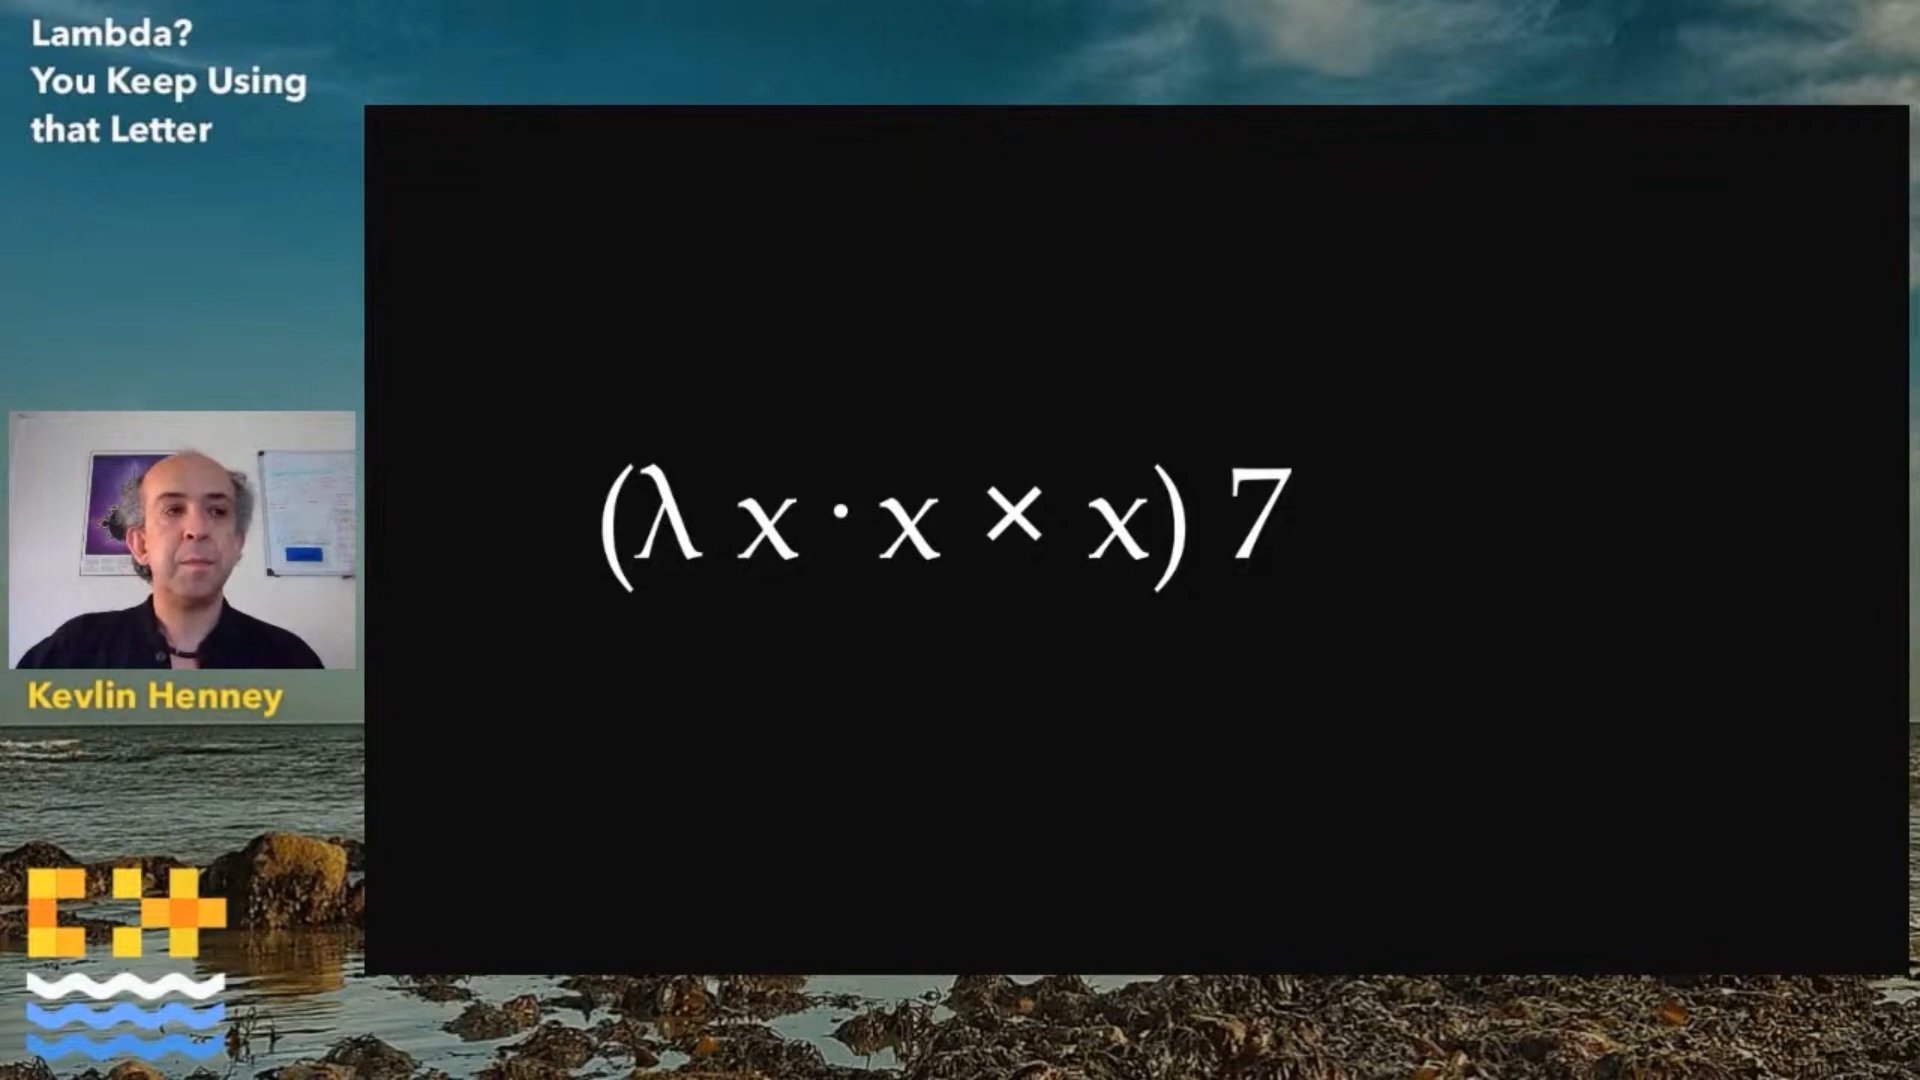 Lambda?
You Keep Using
that Letter
(λ x · x × x) 7
Kevlin Henney